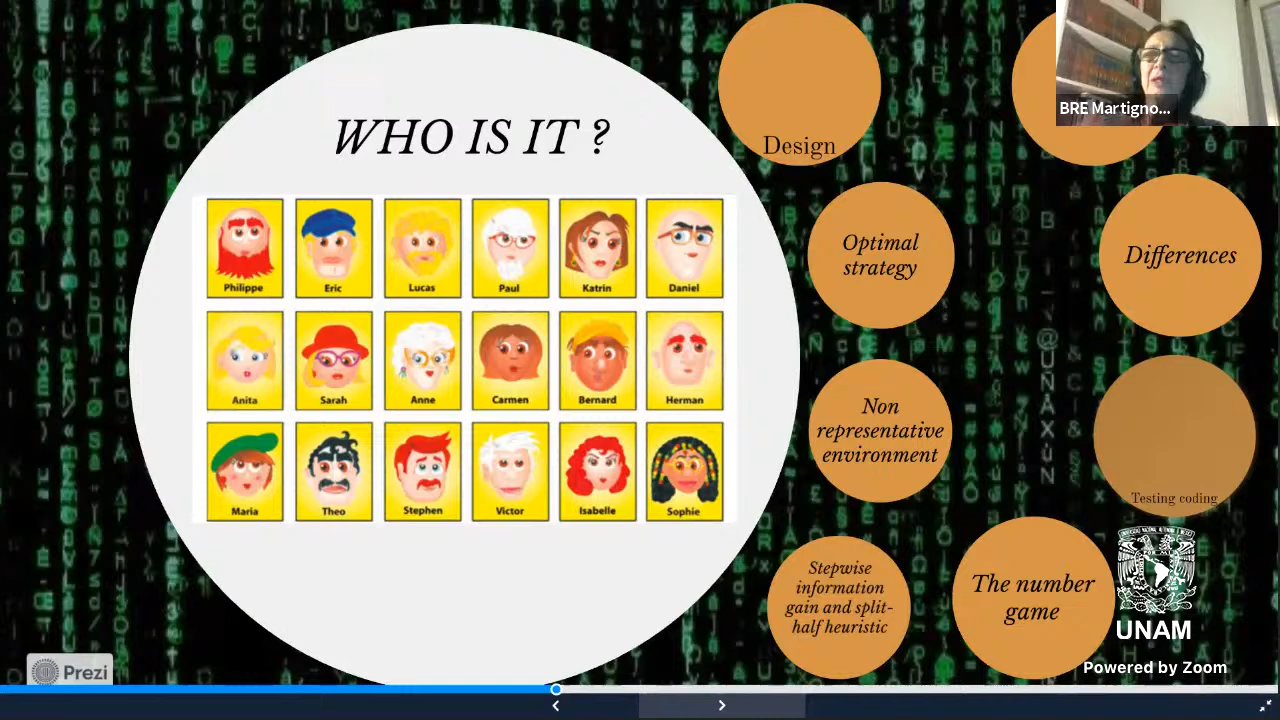 WHO IS IT ?
Philippe
Eric
Lucas
Paul
Katrin
Daniel
Anita
Sarah
Anne
Carmen
Bernard
Herman
Maria
Theo
Stephen
Victor
Isabelle
Sophie
Design
Optimal
strategy
Differences
Non
representative
environment
Testing coding
Stepwise
information
gain and split-
half heuristic
The number
game
BRE Martigno...
UNAM
Powered by Zoom
Prezi